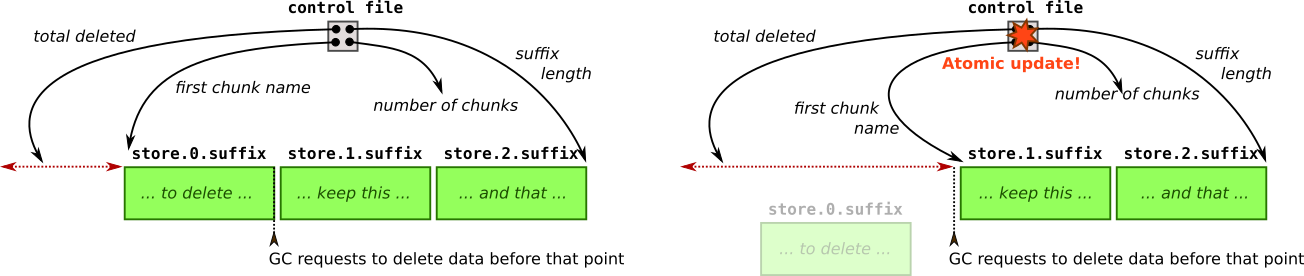 control file
total deleted
suffix
length
first chunk name
number of chunks
store.0.suffix
store.1.suffix
store.2.suffix
... to delete ...
... keep this ...
... and that ...
GC requests to delete data before that point
control file
total deleted
suffix
length
Atomic update!
number of chunks
first chunk
name
store.1.suffix
store.2.suffix
... keep this ...
... and that ...
store.0.suffix
... to delete ...
GC requests to delete data before that point